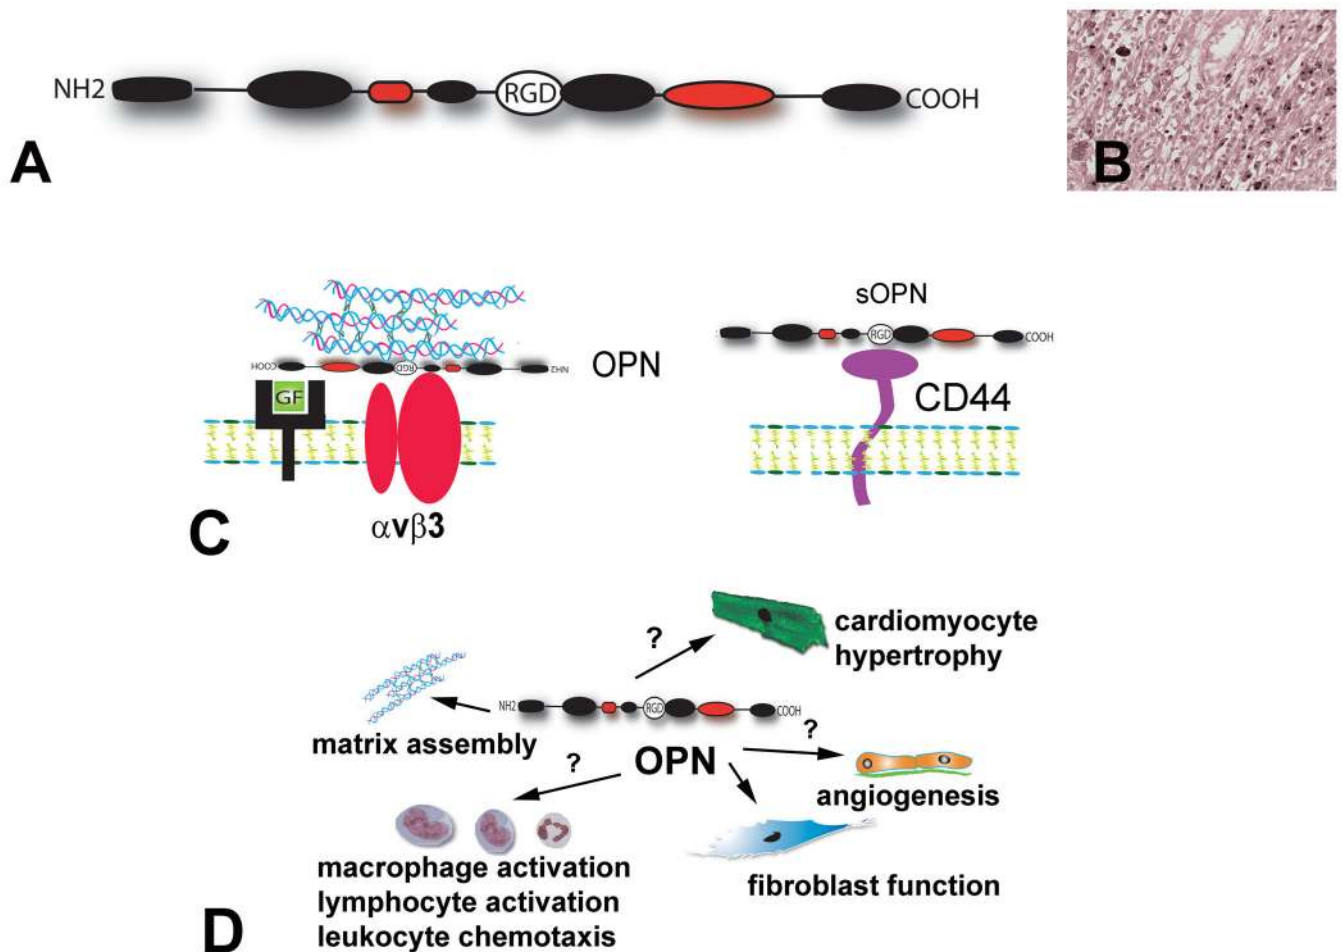 NH2
RGD
COOH
A
B
COOH
RGD
NH2
OPN
GF
αvβ3
C
sOPN
RGD
COOH
CD44
?
cardiomyocyte
hypertrophy
NH2
RGD
COOH
matrix assembly
OPN
?
?
angiogenesis
macrophage activation
lymphocyte activation
leukocyte chemotaxis
fibroblast function
D